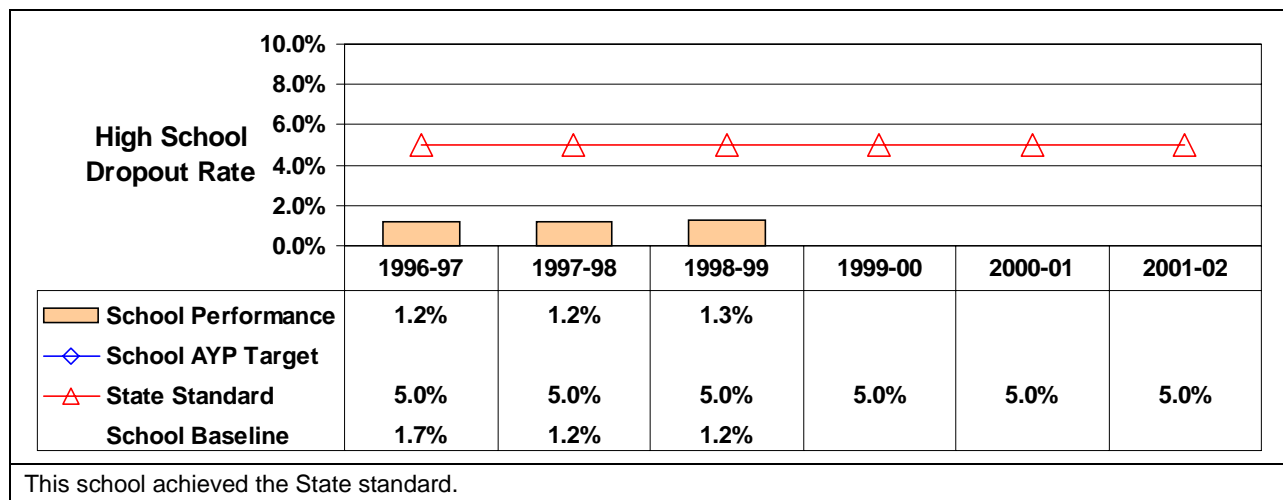 10.0%
8.0%
6.0%
4.0%
2.0%
0.0%
High School
Dropout Rate
1996-97 1997-98 1998-99 1999-00 2000-01 2001-02
School Performance 1.2% 1.2% 1.3%
School AYP Target
State Standard 5.0% 5.0% 5.0% 5.0% 5.0% 5.0%
School Baseline 1.7% 1.2% 1.2%
This school achieved the State standard.